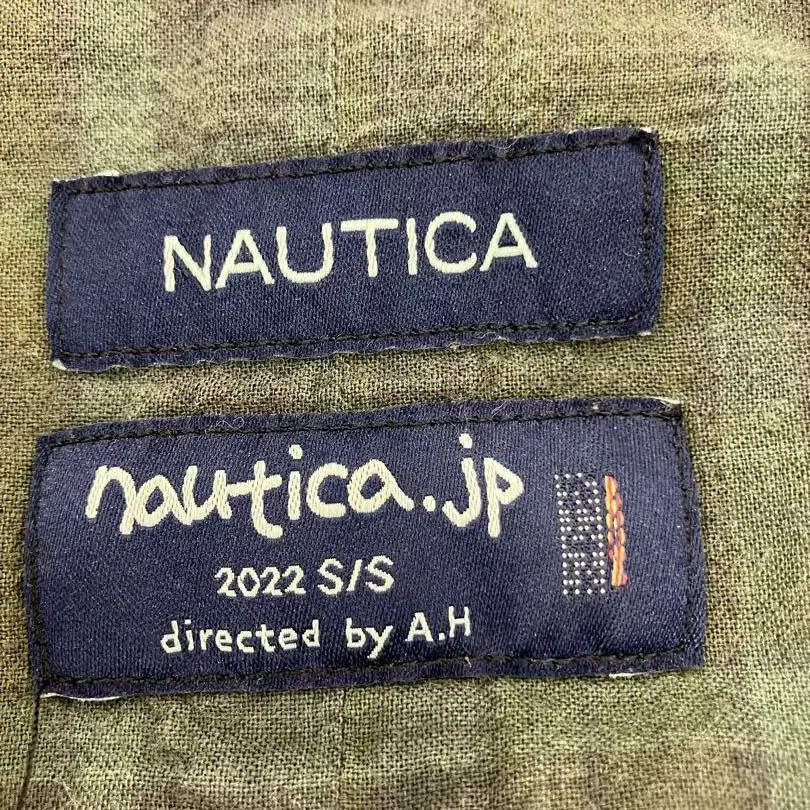 NAUTICA
nautica.jp
2022 S/S
directed by A.H